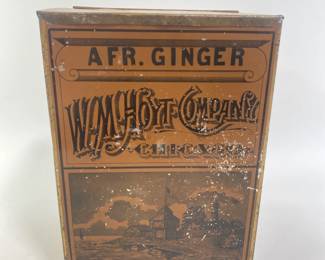 AFR. GINGER
WM. HOYT COMPANY
CHICAGO